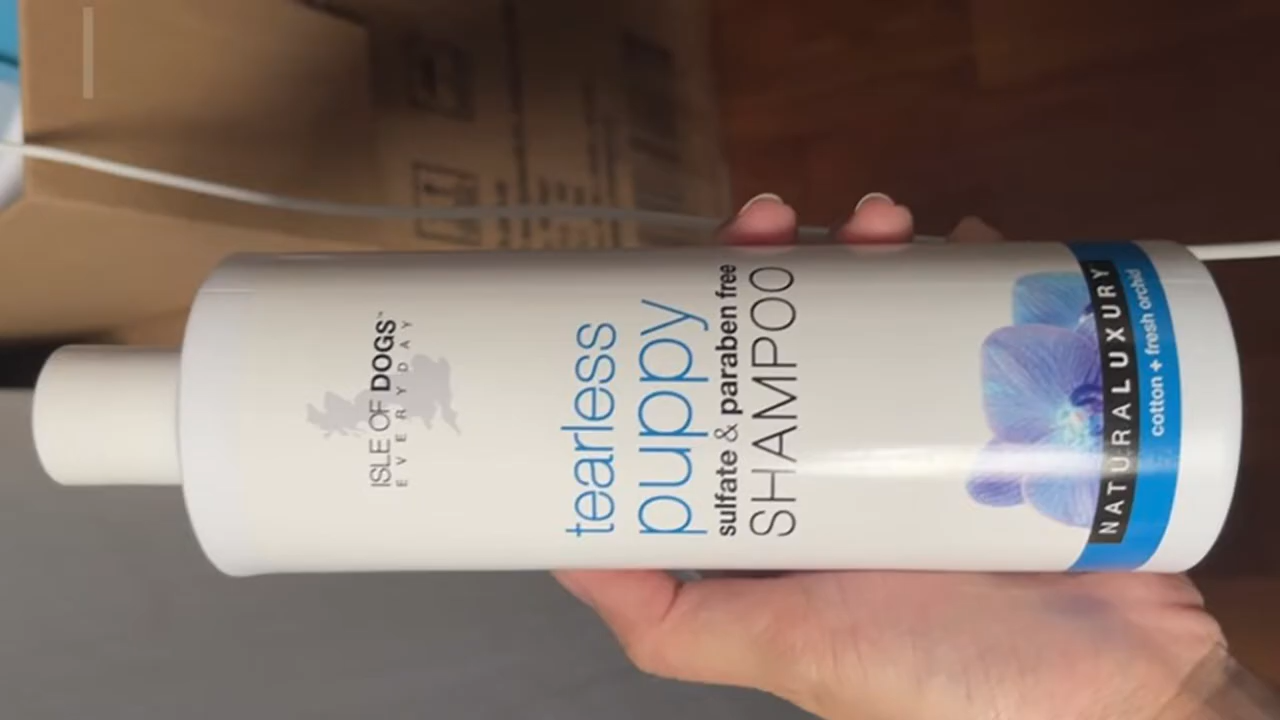 ISLE OF DOGS™
EVERYDAY
tearless
puppy
sulfate & paraben free
SHAMPOO
NATURALUXURY
cotton + fresh orchid